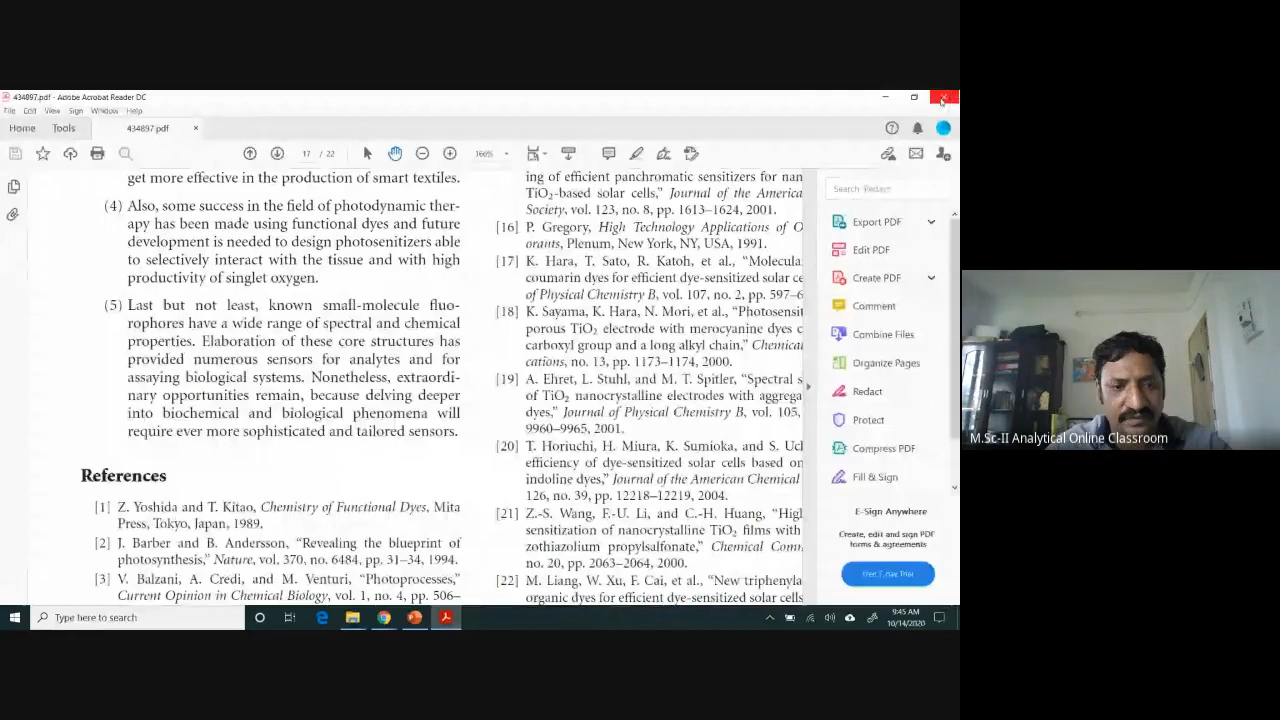 434897.pdf - Adobe Acrobat Reader DC
File Edit View Sign Window Help
Home Tools 434897.pdf ×
17 / 22 166%
get more effective in the production of smart textiles.
(4) Also, some success in the field of photodynamic ther-
apy has been made using functional dyes and future
development is needed to design photosenitizers able
to selectively interact with the tissue and with high
productivity of singlet oxygen.
(5) Last but not least, known small-molecule fluo-
rophores have a wide range of spectral and chemical
properties. Elaboration of these core structures has
provided numerous sensors for analytes and for
assaying biological systems. Nonetheless, extraordi-
nary opportunities remain, because delving deeper
into biochemical and biological phenomena will
require ever more sophisticated and tailored sensors.
References
[1] Z. Yoshida and T. Kitao, Chemistry of Functional Dyes, Mita
Press, Tokyo, Japan, 1989.
[2] J. Barber and B. Andersson, “Revealing the blueprint of
photosynthesis,” Nature, vol. 370, no. 6484, pp. 31–34, 1994.
[3] V. Balzani, A. Credi, and M. Venturi, “Photoprocesses,”
Current Opinion in Chemical Biology, vol. 1, no. 4, pp. 506–
ing of efficient panchromatic sensitizers for nan
TiO2-based solar cells,” Journal of the America
Society, vol. 123, no. 8, pp. 1613–1624, 2001.
[16] P. Gregory, High Technology Applications of O
orants, Plenum, New York, NY, USA, 1991.
[17] K. Hara, T. Sato, R. Katoh, et al., “Molecula
coumarin dyes for efficient dye-sensitized solar ce
of Physical Chemistry B, vol. 107, no. 2, pp. 597–6
[18] K. Sayama, K. Hara, N. Mori, et al., “Photosensit
porous TiO2 electrode with merocyanine dyes c
carboxyl group and a long alkyl chain,” Chemical
cations, no. 13, pp. 1173–1174, 2000.
[19] A. Ehret, L. Stuhl, and M. T. Spitler, “Spectral s
of TiO2 nanocrystalline electrodes with aggrega
dyes,” Journal of Physical Chemistry B, vol. 105,
9960–9965, 2001.
[20] T. Horiuchi, H. Miura, K. Sumioka, and S. Uch
efficiency of dye-sensitized solar cells based on
indoline dyes,” Journal of the American Chemical
126, no. 39, pp. 12218–12219, 2004.
[21] Z.-S. Wang, F.-U. Li, and C.-H. Huang, “High
sensitization of nanocrystalline TiO2 films with
zothiazolium propylsulfonate,” Chemical Comm
no. 20, pp. 2063–2064, 2000.
[22] M. Liang, W. Xu, F. Cai, et al., “New triphenyla
organic dyes for efficient dye-sensitized solar cells
Search 'Redact'
Export PDF
Edit PDF
Create PDF
Comment
Combine Files
Organize Pages
Redact
Protect
Compress PDF
Fill & Sign
E-Sign Anywhere
Create, edit and sign PDF
forms & agreements
Free 7-Day Trial
Type here to search
9:45 AM
10/14/2020
M.Sc-II Analytical Online Classroom